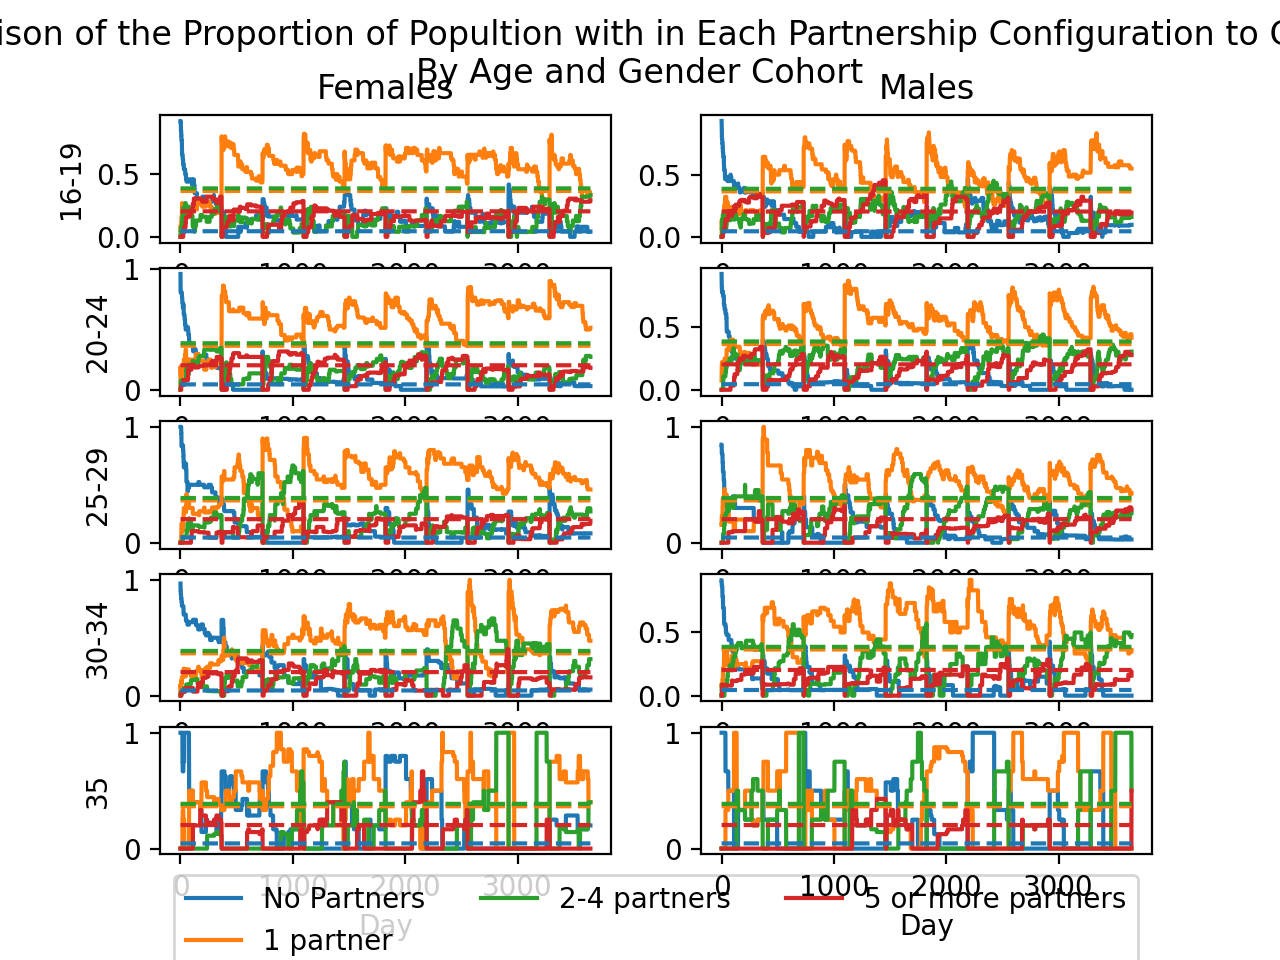 ison of the Proportion of Popultion with in Each Partnership Configuration to
By Age and Gender Cohort
Females Males
16-19
0.5 0.5
0.0 0.0
20-24
1
0.5
0 0.0
25-29
1 1
0 0
30-34
1
0.5
0 0.0
35
1 1
0 0
0 1000 2000 3000 0 1000 2000 3000
No Partners 2-4 partners 5 or more partners
Day Day
1 partner